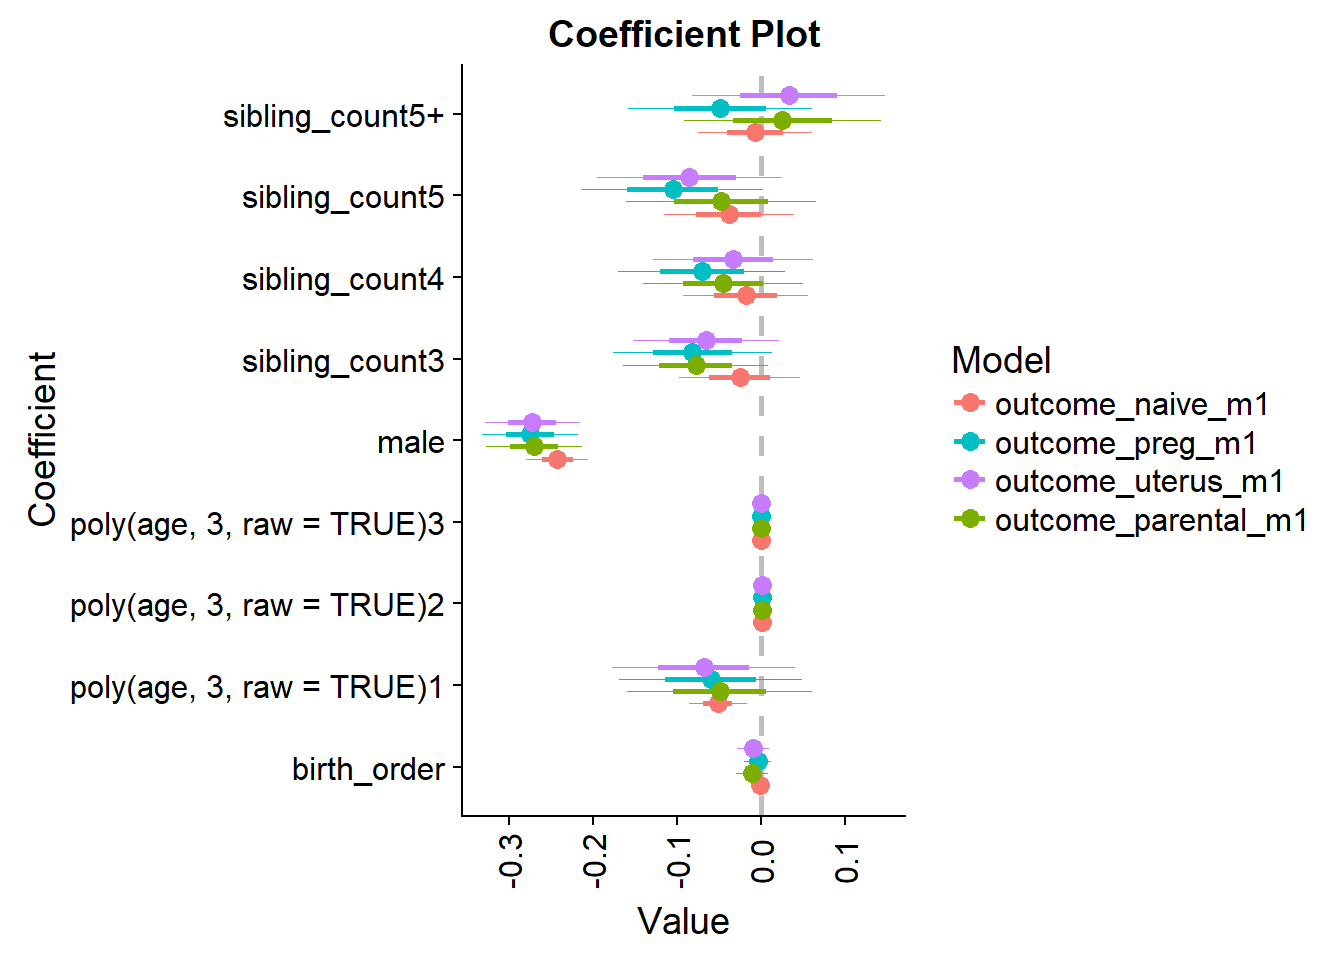 Coefficient Plot
Coefficient
sibling_count5+
sibling_count5
sibling_count4
sibling_count3
male
poly(age, 3, raw = TRUE)3
poly(age, 3, raw = TRUE)2
poly(age, 3, raw = TRUE)1
birth_order
-0.3
-0.2
-0.1
0.0
0.1
Value
Model
outcome_naive_m1
outcome_preg_m1
outcome_uterus_m1
outcome_parental_m1